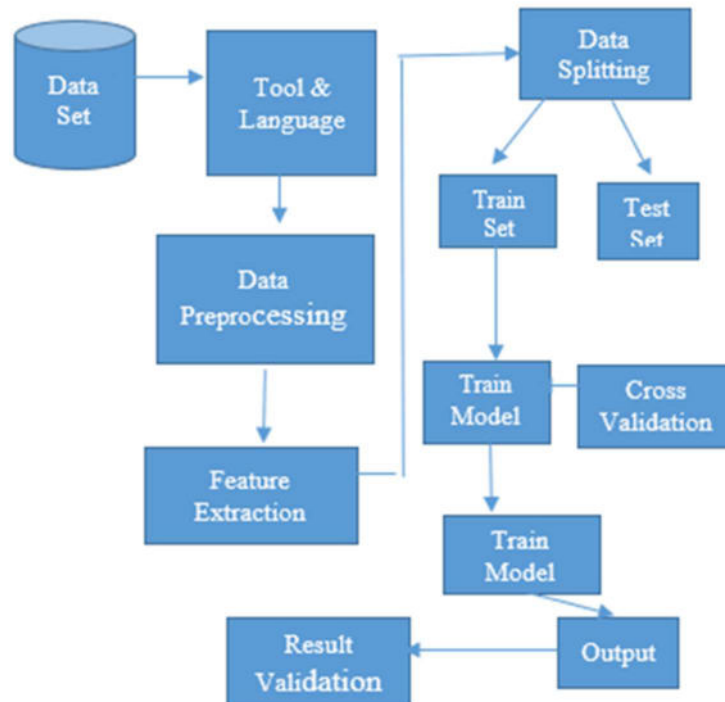 Data
Set
Tool &
Language
Data
Preprocessing
Feature
Extraction
Data
Splitting
Train
Set
Test
Set
Train
Model
Cross
Validation
Train
Model
Output
Result
Validation